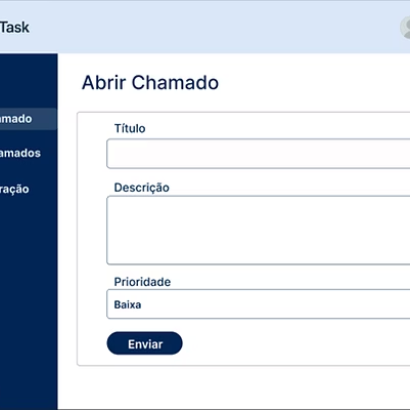 Task
Abrir Chamado
amado
amados
ração
Título
Descrição
Prioridade
Baixa
Enviar